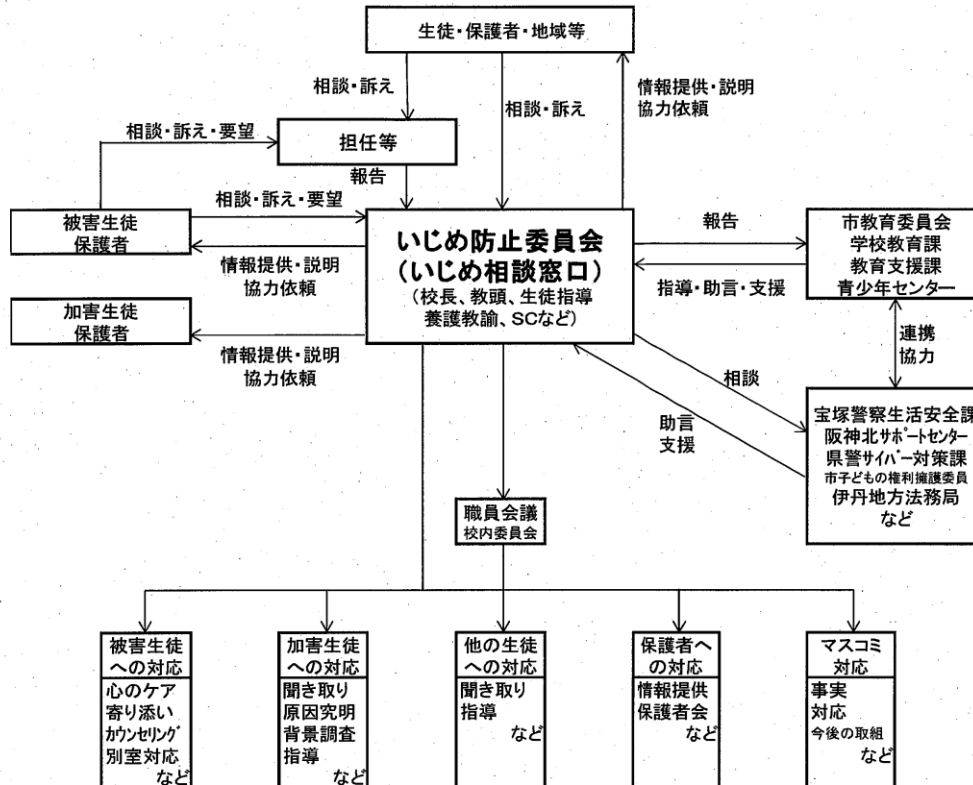 生徒・保護者・地域等
相談・訴え
相談・訴え
情報提供・説明
協力依頼
相談・訴え・要望
担任等
報告
相談・訴え・要望
被害生徒
保護者
情報提供・説明
協力依頼
いじめ防止委員会
(いじめ相談窓口)
(校長、教頭、生徒指導
養護教諭、SCなど)
報告
指導・助言・支援
市教育委員会
学校教育課
教育支援課
青少年センター
加害生徒
保護者
情報提供・説明
協力依頼
連携
協力
相談
助言
支援
宝塚警察生活安全課
阪神北サポートセンター
県警サイバー対策課
市子どもの権利擁護委員
伊丹地方法務局
など
職員会議
校内委員会
被害生徒
への対応
心のケア
寄り添い
カウンセリング
別室対応
など
加害生徒
への対応
聞き取り
原因究明
背景調査
指導
など
他の生徒
への対応
聞き取り
指導
など
保護者へ
の対応
情報提供
保護者会
など
マスコミ
対応
事実
対応
今後の取組
など